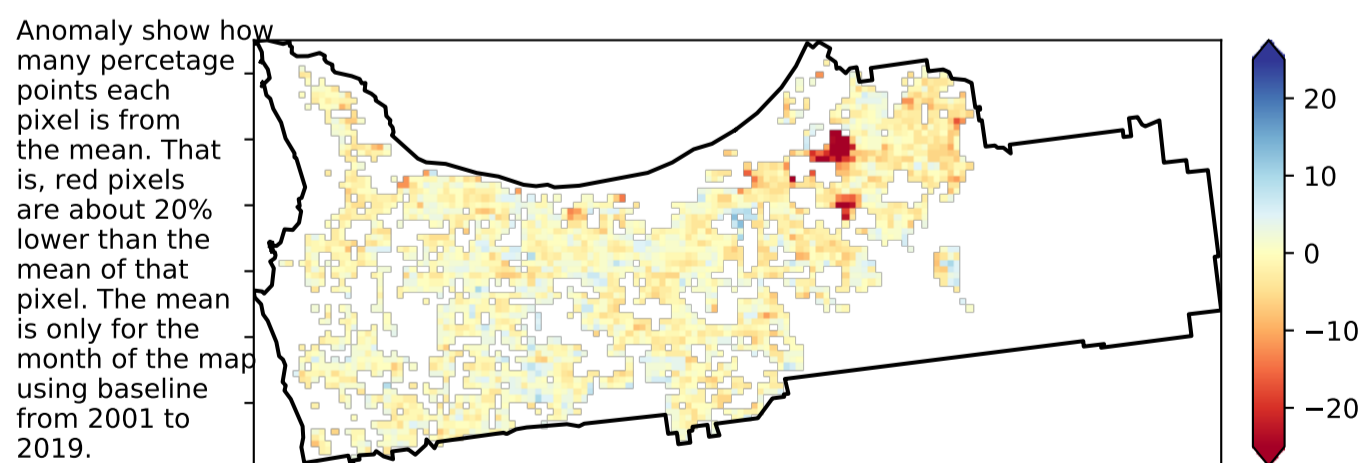 Anomaly show how
many percetage
points each
pixel is from
the mean. That
is, red pixels
are about 20%
lower than the
mean of that
pixel. The mean
is only for the
month of the map
using baseline
from 2001 to
2019.
20
10
0
−10
−20